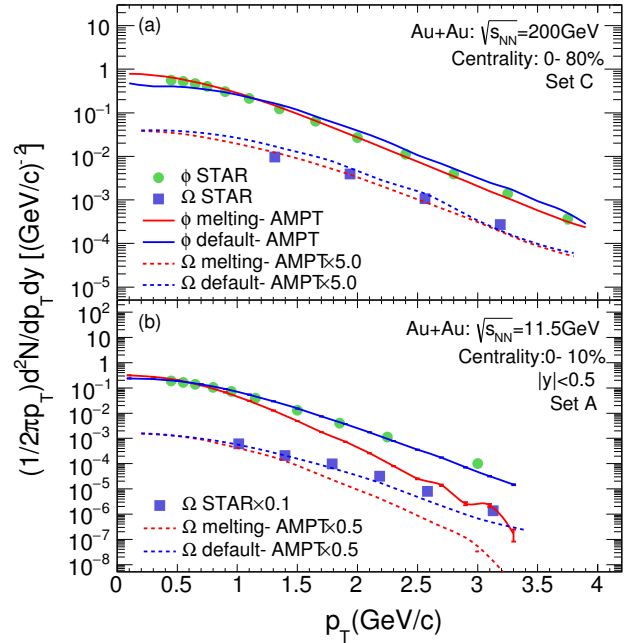 (a)
Au+Au: √s_NN=200GeV
Centrality: 0- 80%
Set C
1
10⁻¹
10⁻²
10⁻³
10⁻⁴
10⁻⁵
ϕ STAR
Ω STAR
ϕ melting- AMPT
ϕ default- AMPT
Ω melting- AMPT×5.0
Ω default- AMPT×5.0
(1/2πp_T)d²N/dp_Tdy [(GeV/c)⁻²]
(b)
Au+Au: √s_NN=11.5GeV
Centrality:0- 10%
|y|<0.5
Set A
10²
10
1
10⁻¹
10⁻²
10⁻³
10⁻⁴
10⁻⁵
10⁻⁶
10⁻⁷
10⁻⁸
Ω STAR×0.1
Ω melting- AMPT×0.5
Ω default- AMPT×0.5
0 0.5 1 1.5 2 2.5 3 3.5 4
p_T(GeV/c)